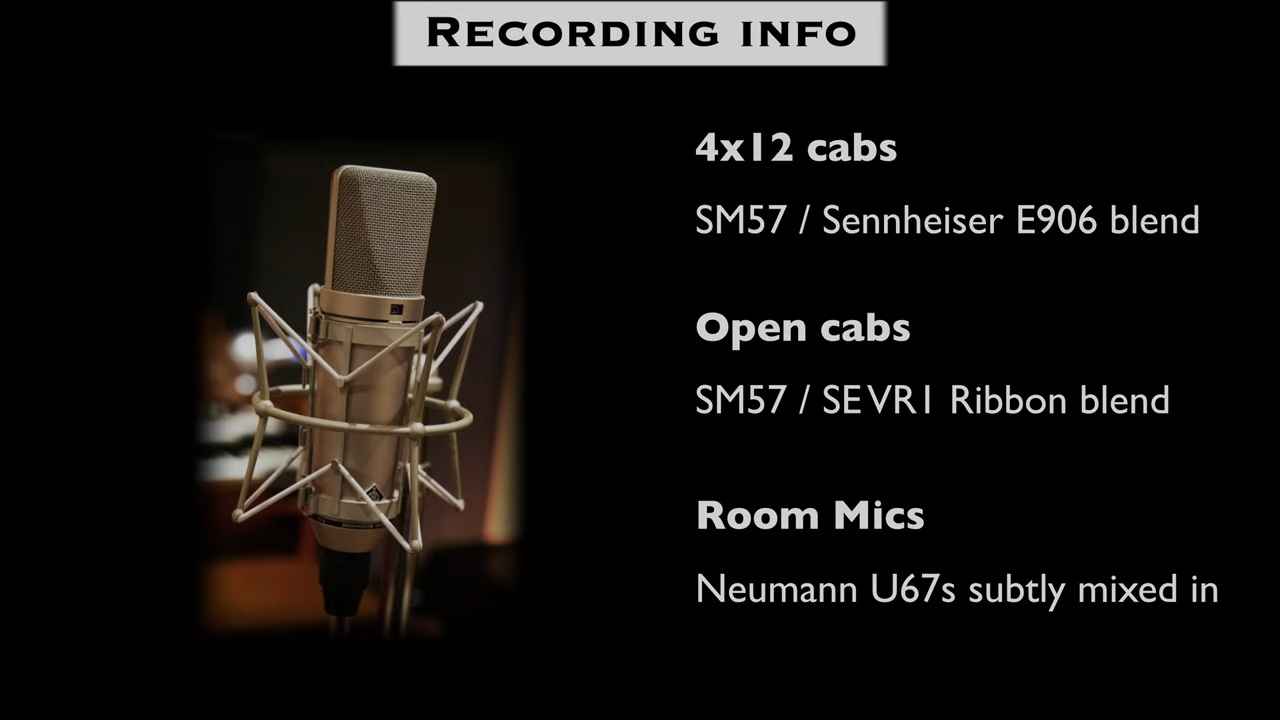 RECORDING INFO
4x12 cabs
SM57 / Sennheiser E906 blend
Open cabs
SM57 / SE VR1 Ribbon blend
Room Mics
Neumann U67s subtly mixed in